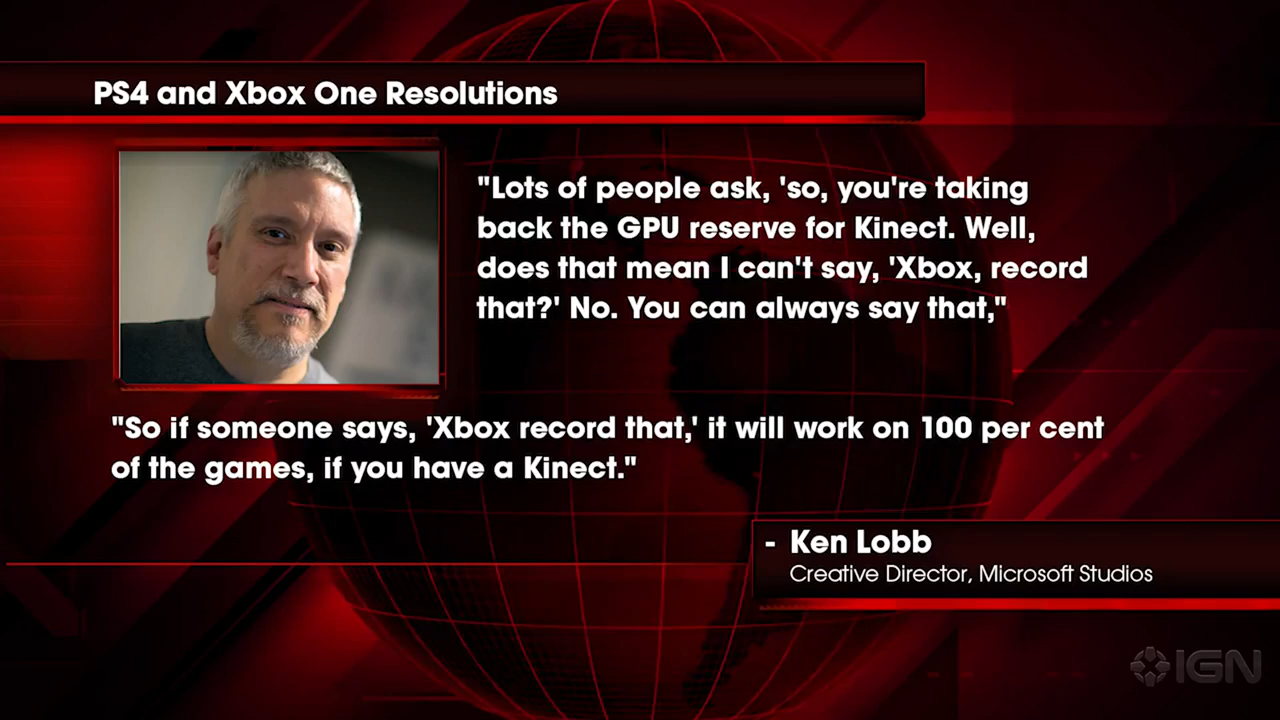 PS4 and Xbox One Resolutions
"Lots of people ask, 'so, you're taking
back the GPU reserve for Kinect. Well,
does that mean I can't say, 'Xbox, record
that?' No. You can always say that,"
"So if someone says, 'Xbox record that,' it will work on 100 per cent
of the games, if you have a Kinect."
- Ken Lobb
Creative Director, Microsoft Studios
IGN